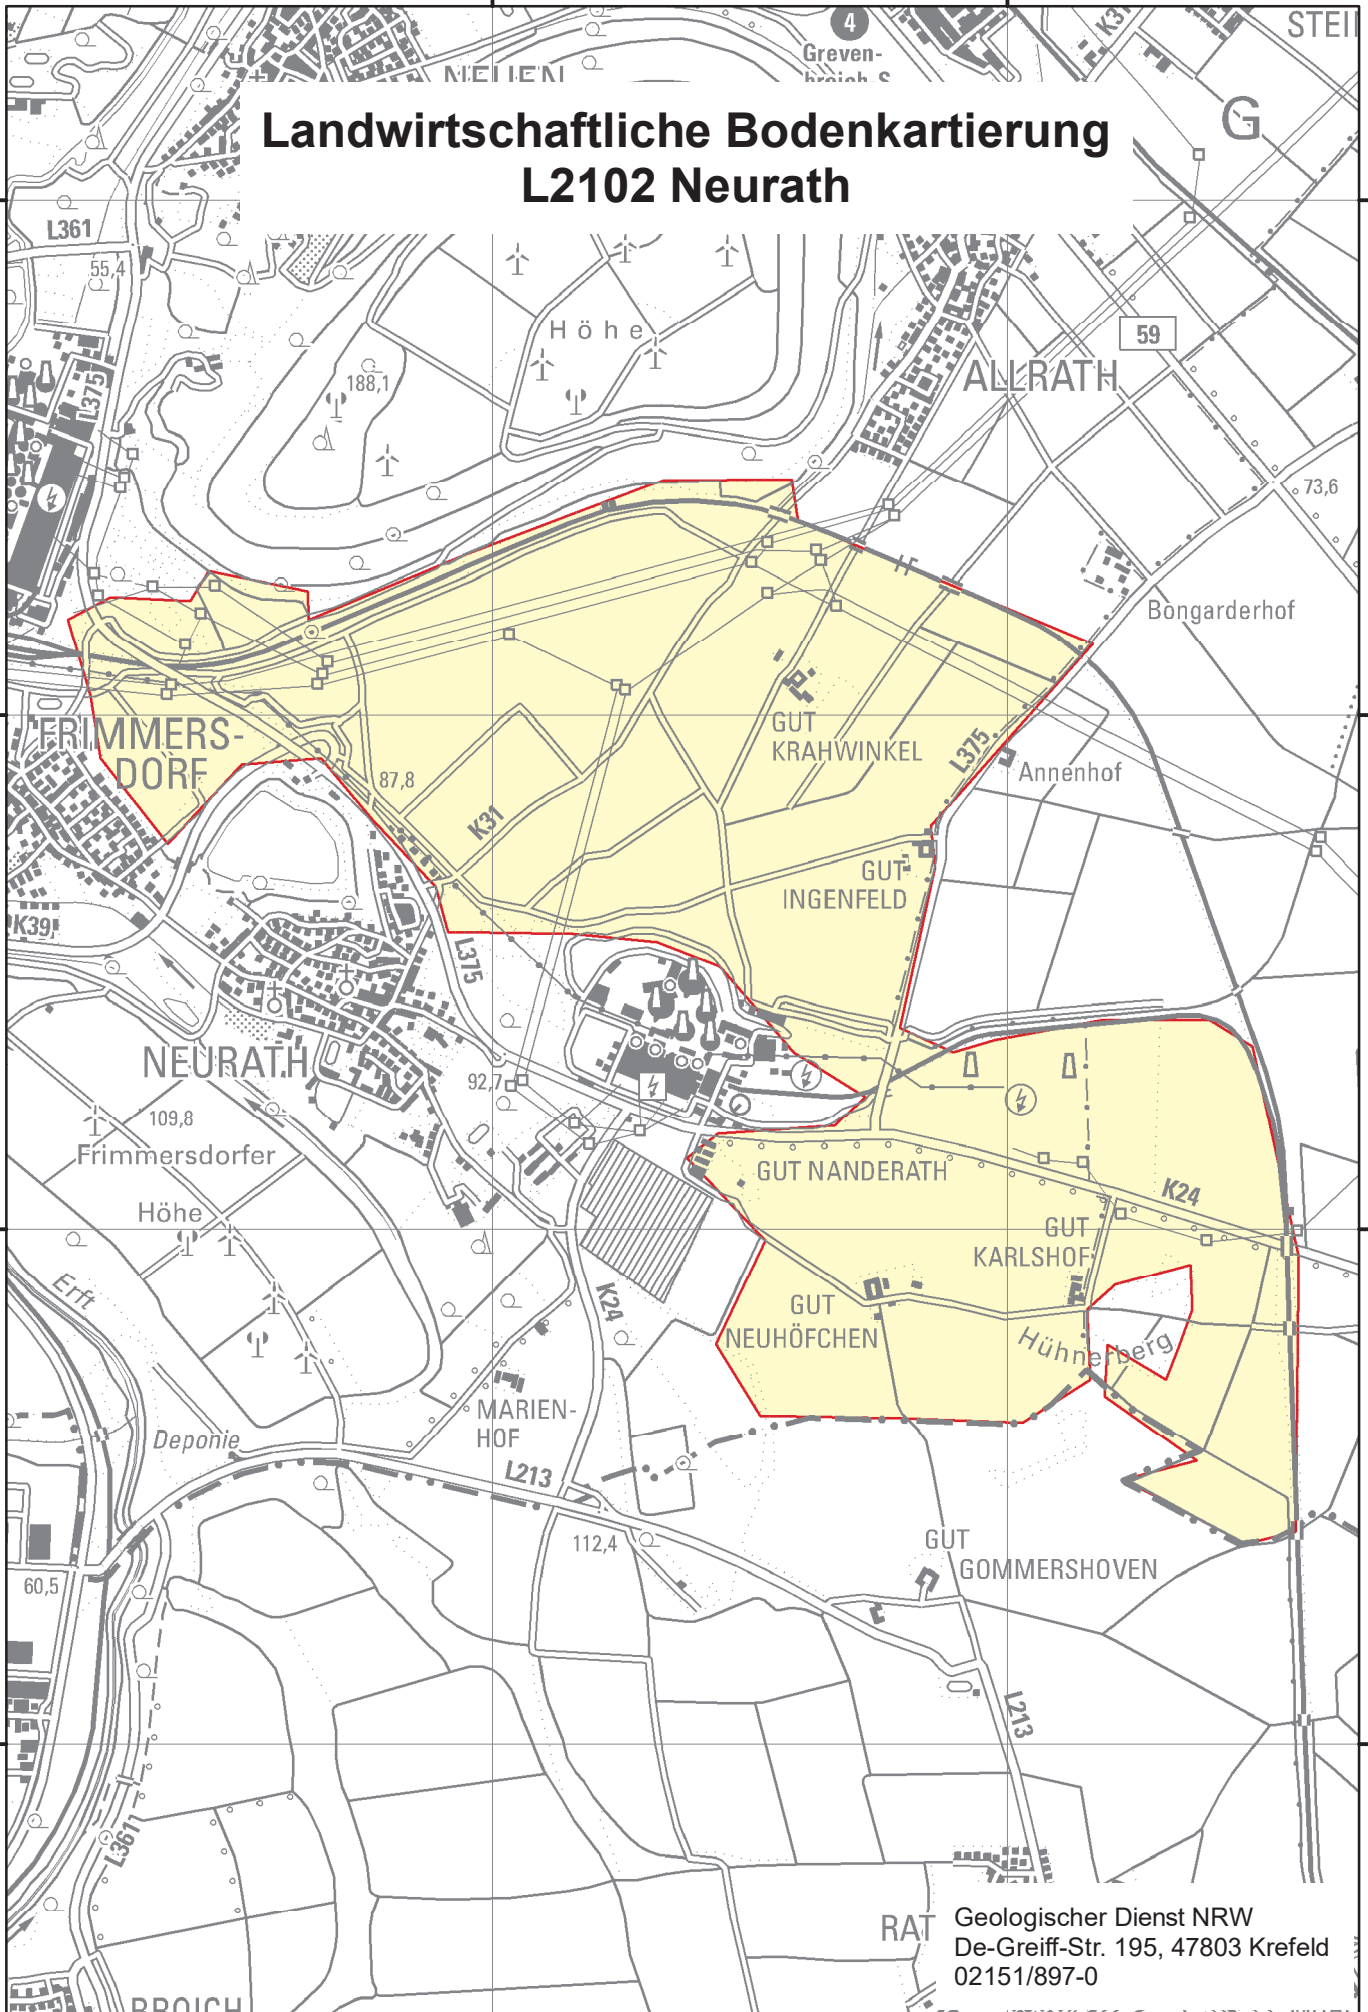 4
STEI
Greven-
K31
G
Landwirtschaftliche Bodenkartierung
L2102 Neurath
L361
55,4
Höhe
59
ALLRATH
188,1
L375
73,6
Bongarderhof
FRIMMERS-
DORF
GUT
KRAHWINKEL
L375
Annenhof
87,8
K31
GUT
INGENFELD
K39
L375
NEURATH
92,7
109,8
Frimmersdorfer
Höhe
GUT NANDERATH
K24
GUT
KARLSHOF
Erft
K24
GUT
NEUHÖFCHEN
Hühnerberg
MARIEN-
HOF
Deponie
L213
112,4
GUT
GOMMERSHOVEN
60,5
L213
L361
RAT
Geologischer Dienst NRW
De-Greiff-Str. 195, 47803 Krefeld
02151/897-0
BROICH